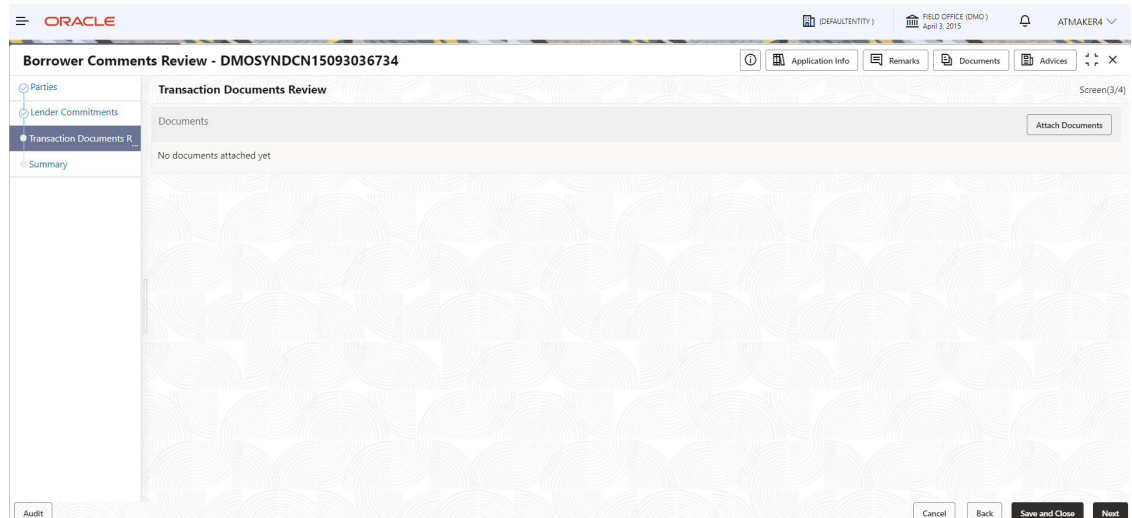 ORACLE
(DEFAULTENTITY )
FIELD OFFICE (DMO )
April 3, 2015
ATMAKER4
Borrower Comments Review - DMOSYNDCN15093036734
Application Info
Remarks
Documents
Advices
Parties
Lender Commitments
Transaction Documents R...
Summary
Transaction Documents Review
Screen(3/4)
Documents
Attach Documents
No documents attached yet
Audit
Cancel
Back
Save and Close
Next